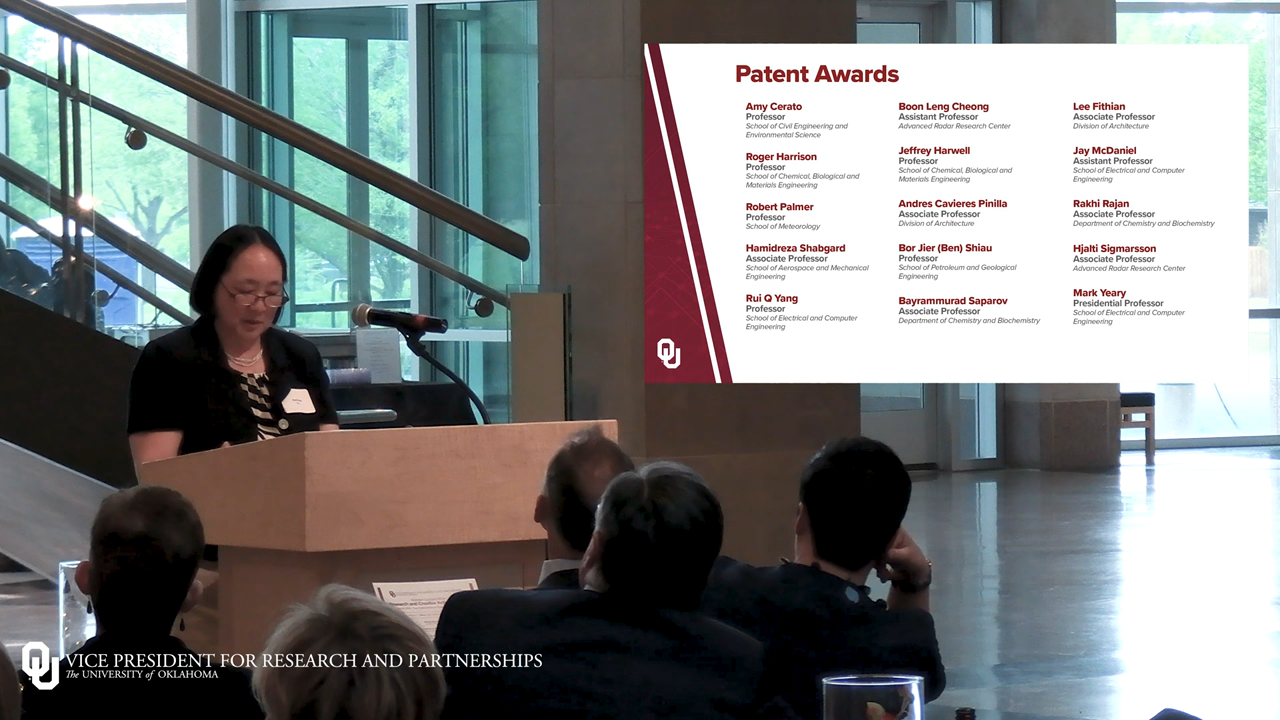 Patent Awards
Amy Cerato
Professor
School of Civil Engineering and
Environmental Science
Roger Harrison
Professor
School of Chemical, Biological and
Materials Engineering
Robert Palmer
Professor
School of Meteorology
Hamidreza Shabgard
Associate Professor
School of Aerospace and Mechanical
Engineering
Rui Q Yang
Professor
School of Electrical and Computer
Engineering
Boon Leng Cheong
Assistant Professor
Advanced Radar Research Center
Jeffrey Harwell
Professor
School of Chemical, Biological and
Materials Engineering
Andres Cavieres Pinilla
Associate Professor
Division of Architecture
Bor Jier (Ben) Shiau
Professor
School of Petroleum and Geological
Engineering
Bayrammurad Saparov
Associate Professor
Department of Chemistry and Biochemistry
Lee Fithian
Associate Professor
Division of Architecture
Jay McDaniel
Assistant Professor
School of Electrical and Computer
Engineering
Rakhi Rajan
Associate Professor
Department of Chemistry and Biochemistry
Hjalti Sigmarsson
Associate Professor
Advanced Radar Research Center
Mark Yeary
Presidential Professor
School of Electrical and Computer
Engineering
OU
Research and Creative
OU
VICE PRESIDENT FOR RESEARCH AND PARTNERSHIPS
The UNIVERSITY of OKLAHOMA